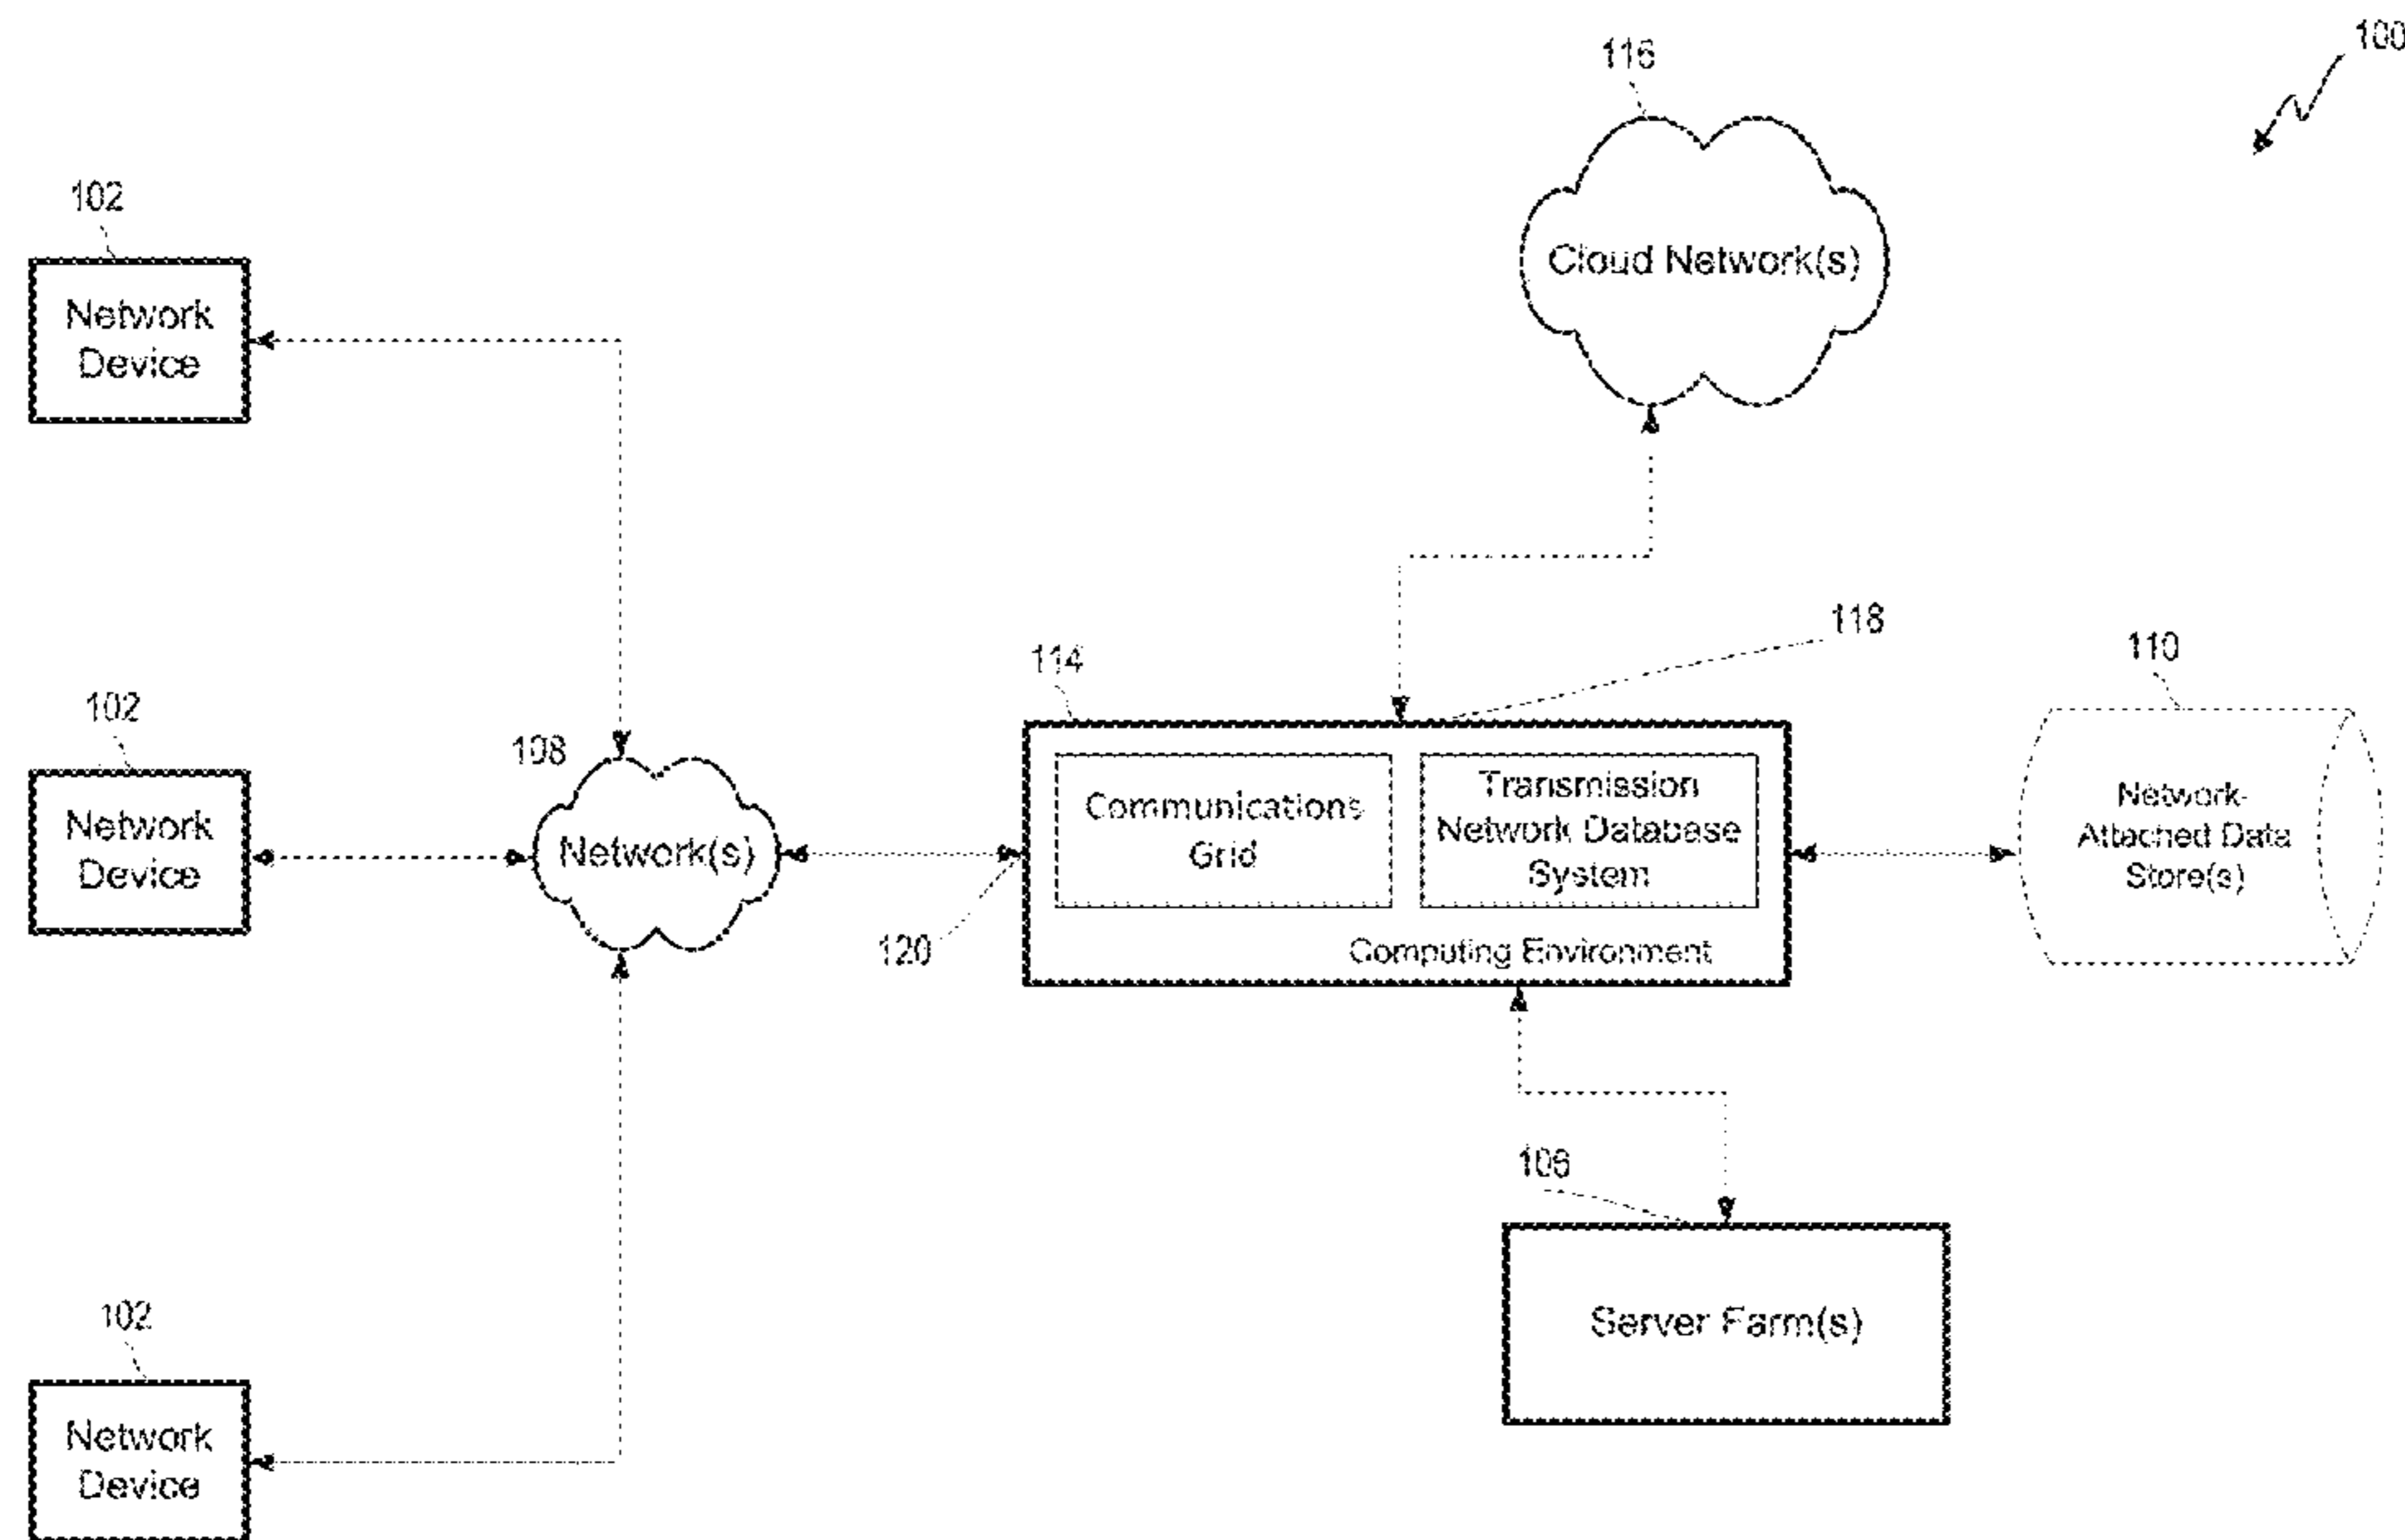 100
116
Cloud Network(s)
102
Network
Device
118
114
110
102
108
Network
Device
Network(s)
Communications
Grid
Transmission
Network Database
System
Computing Environment
Network-
Attached Data
Store(s)
120
106
Server Farm(s)
102
Network
Device